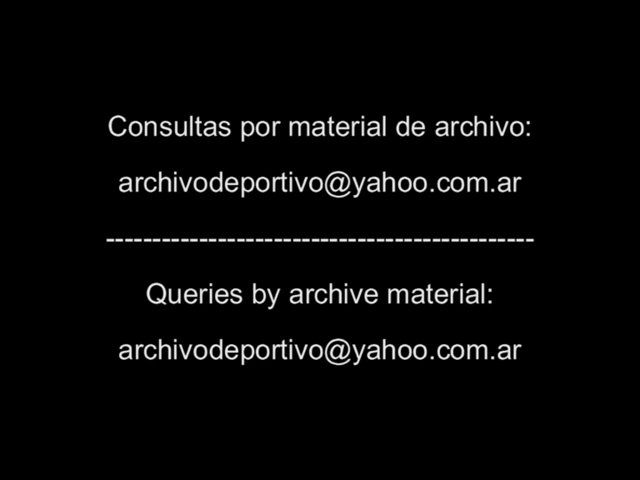 Consultas por material de archivo:
archivodeportivo@yahoo.com.ar
----------------------------------------------
Queries by archive material:
archivodeportivo@yahoo.com.ar